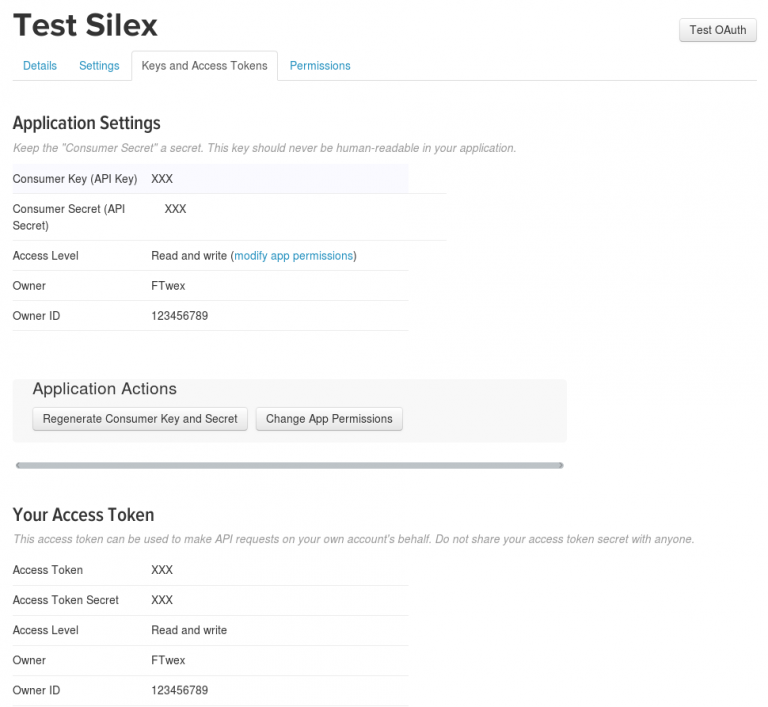 Test Silex
Test OAuth
Details Settings Keys and Access Tokens Permissions
Application Settings
Keep the "Consumer Secret" a secret. This key should never be human-readable in your application.
Consumer Key (API Key) XXX
Consumer Secret (API XXX
Secret)
Access Level Read and write (modify app permissions)
Owner FTwex
Owner ID 123456789
Application Actions
Regenerate Consumer Key and Secret Change App Permissions
Your Access Token
This access token can be used to make API requests on your own account's behalf. Do not share your access token secret with anyone.
Access Token XXX
Access Token Secret XXX
Access Level Read and write
Owner FTwex
Owner ID 123456789